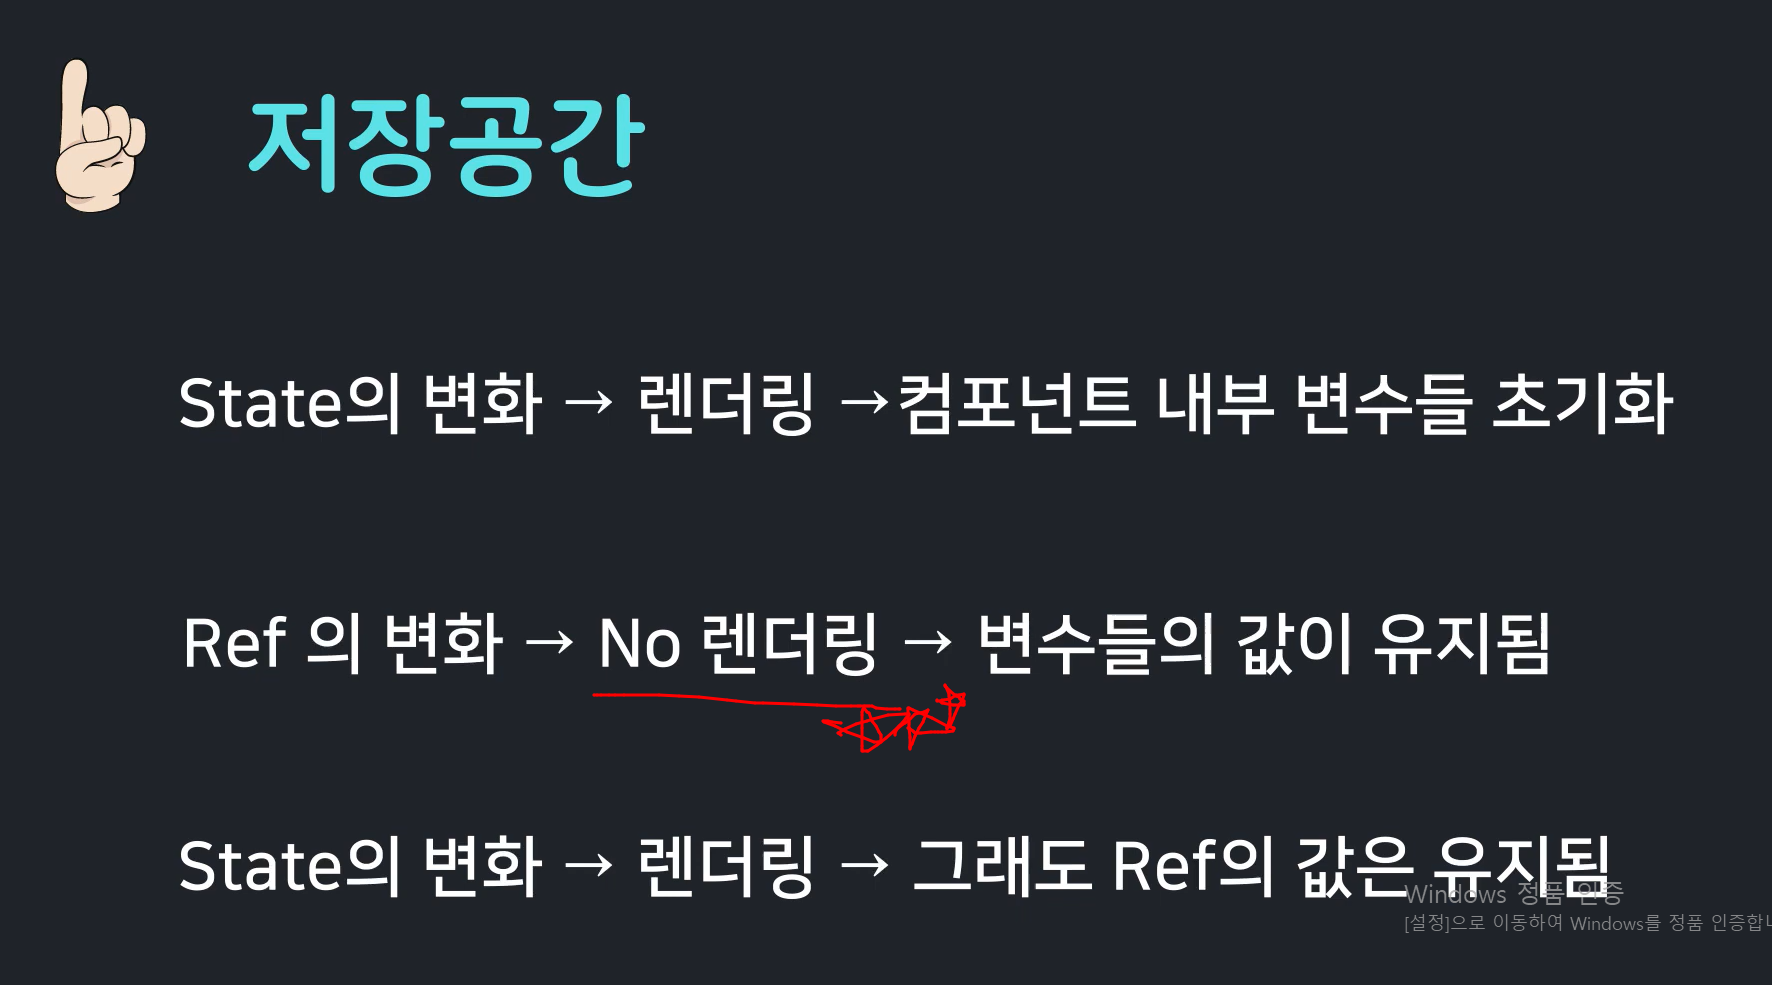 저장공간
State의 변화 → 렌더링 →컴포넌트 내부 변수들 초기화
Ref 의 변화 → No 렌더링 → 변수들의 값이 유지됨
State의 변화 → 렌더링 → 그래도 Ref의 값은 유지됨
Windows 정품 인증
[설정]으로 이동하여 Windows를 정품 인증합니